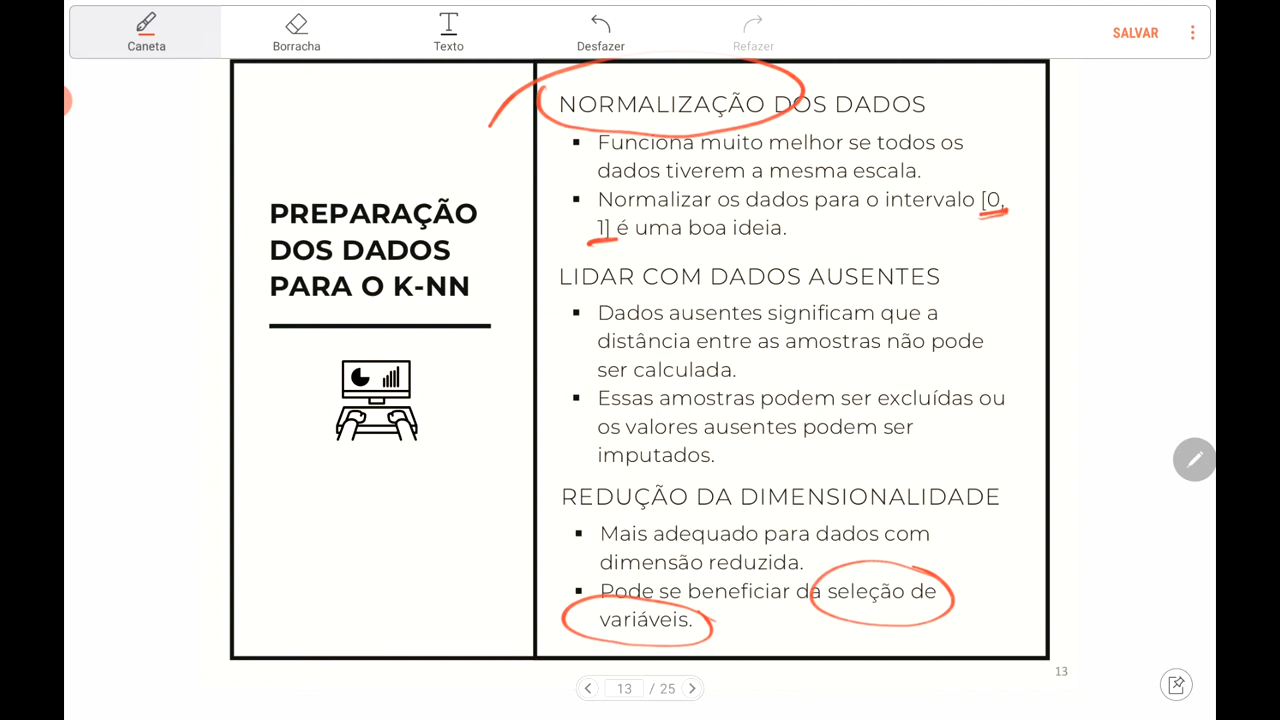 Caneta
Borracha
Texto
Desfazer
Refazer
SALVAR
PREPARAÇÃO
DOS DADOS
PARA O K-NN
NORMALIZAÇÃO DOS DADOS
▪ Funciona muito melhor se todos os
dados tiverem a mesma escala.
▪ Normalizar os dados para o intervalo [0,
1] é uma boa ideia.
LIDAR COM DADOS AUSENTES
▪ Dados ausentes significam que a
distância entre as amostras não pode
ser calculada.
▪ Essas amostras podem ser excluídas ou
os valores ausentes podem ser
imputados.
REDUÇÃO DA DIMENSIONALIDADE
▪ Mais adequado para dados com
dimensão reduzida.
▪ Pode se beneficiar da seleção de
variáveis.
13
13 / 25